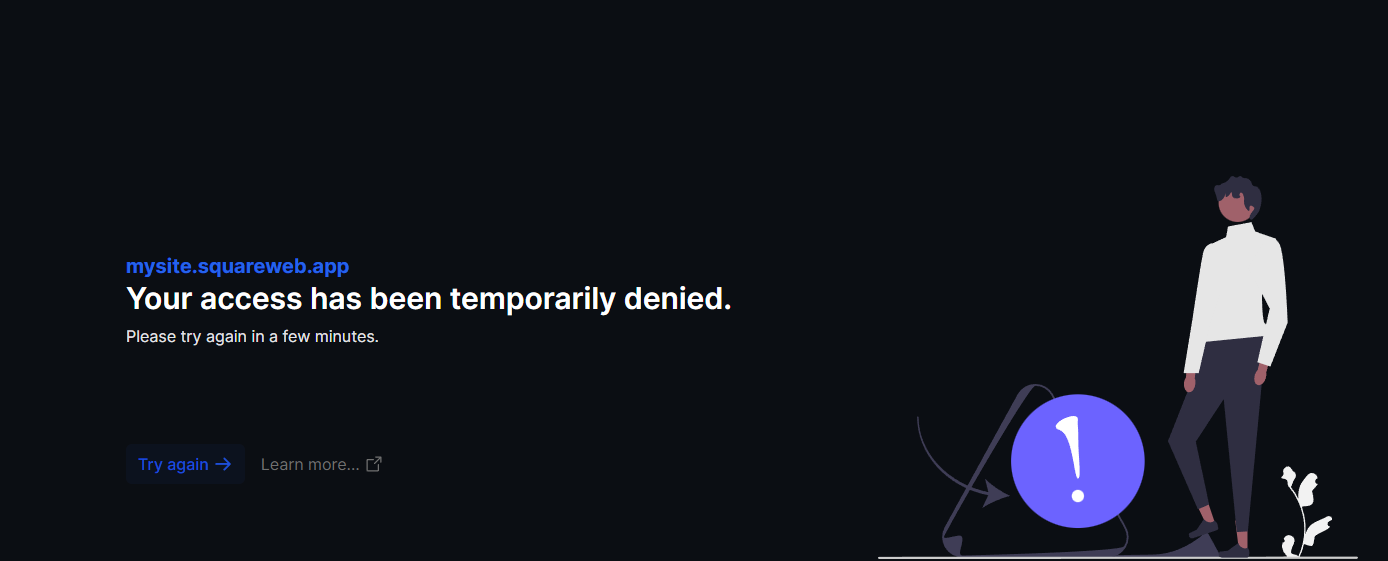 mysite.squareweb.app
Your access has been temporarily denied.
Please try again in a few minutes.
Try again
Learn more...
!